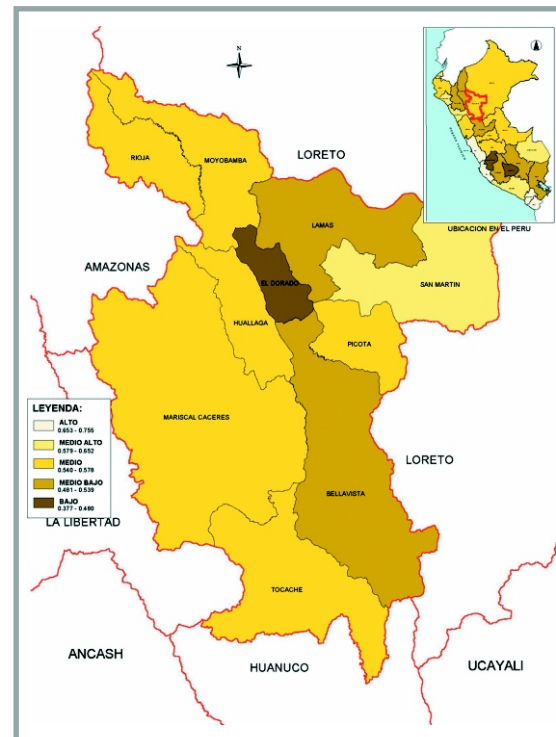 N
RIOJA
MOYOBAMBA
LORETO
LAMAS
UBICACION EN EL PERU
AMAZONAS
EL DORADO
SAN MARTIN
HUALLAGA
PICOTA
LEYENDA:
ALTO
0.653 - 0.755
MEDIO ALTO
0.579 - 0.652
MEDIO
0.540 - 0.578
MEDIO BAJO
0.481 - 0.539
BAJO
0.377 - 0.480
MARISCAL CACERES
LORETO
BELLAVISTA
LA LIBERTAD
TOCACHE
ANCASH
HUANUCO
UCAYALI